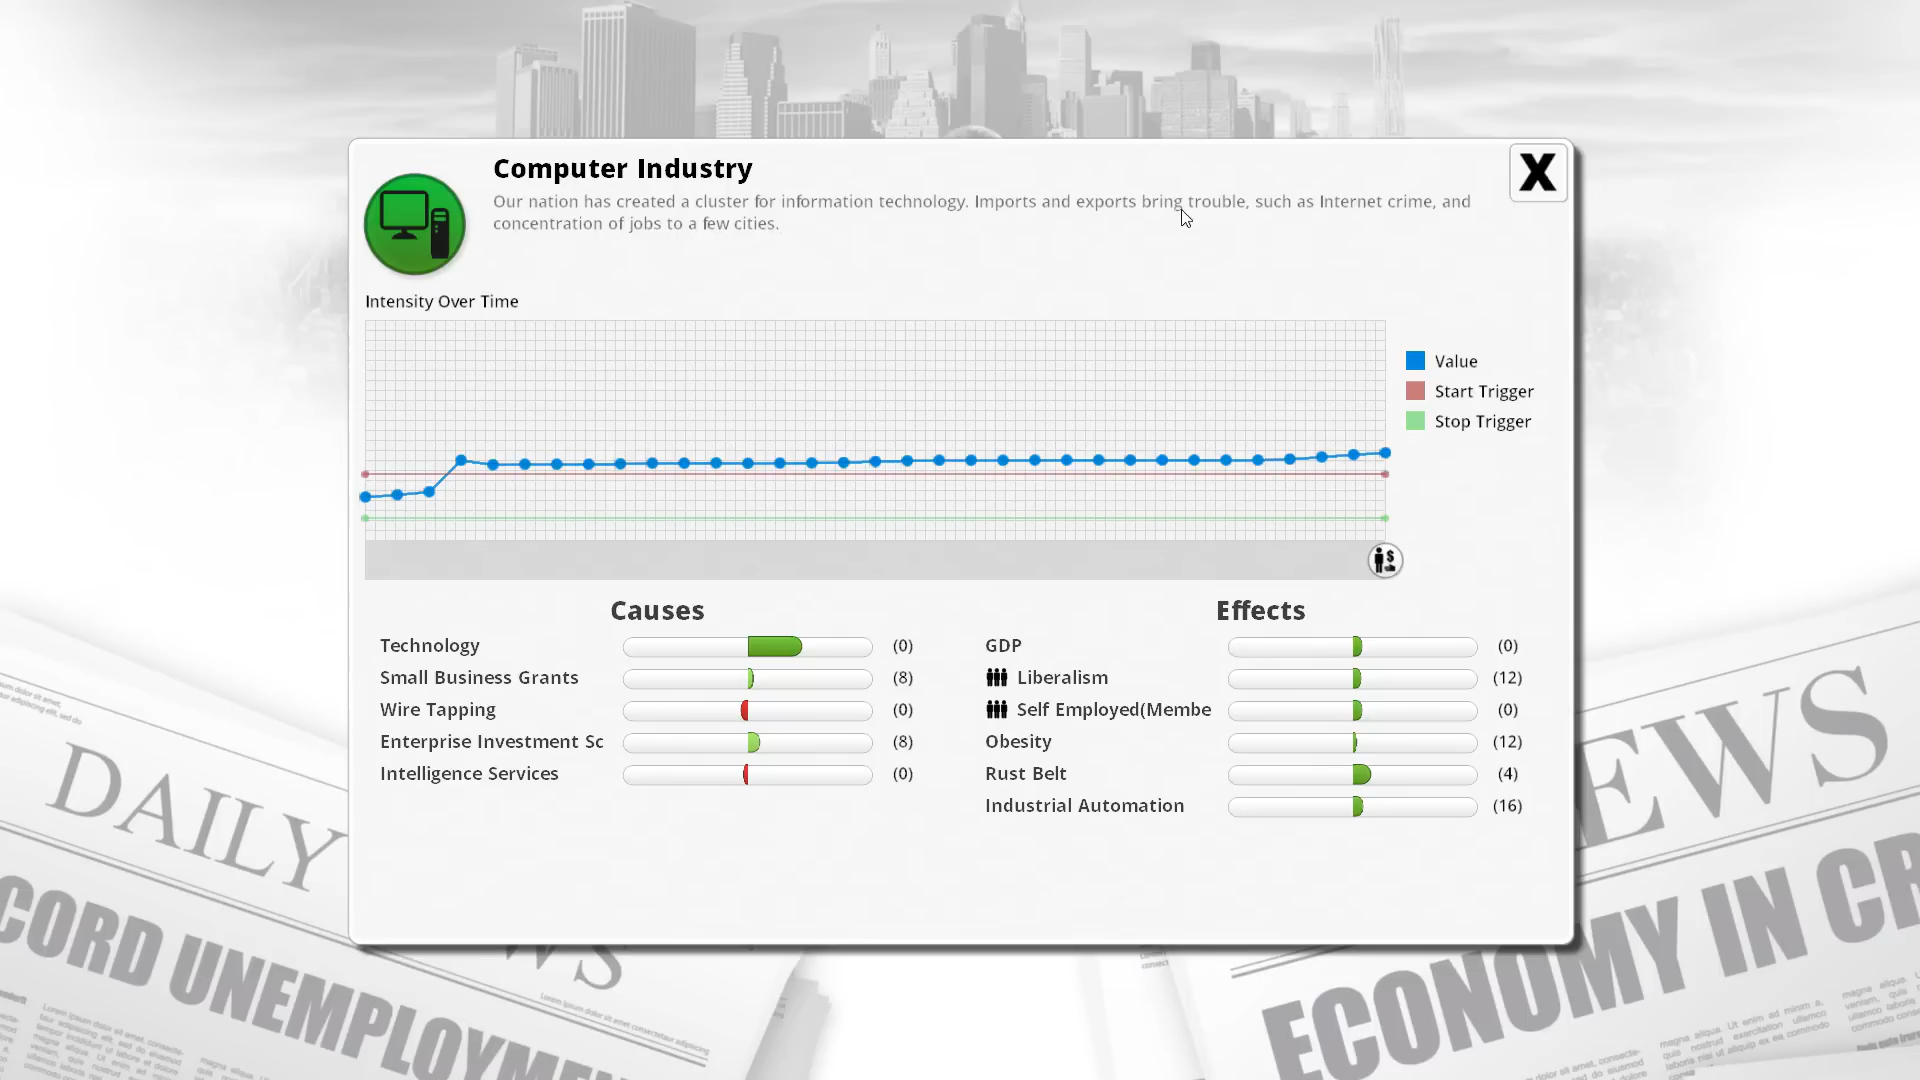 Computer Industry
Our nation has created a cluster for information technology. Imports and exports bring trouble, such as Internet crime, and
concentration of jobs to a few cities.
X
Intensity Over Time
Value
Start Trigger
Stop Trigger
Causes
Technology (0)
Small Business Grants (8)
Wire Tapping (0)
Enterprise Investment Sc (8)
Intelligence Services (0)
Effects
GDP (0)
Liberalism (12)
Self Employed(Membe (0)
Obesity (12)
Rust Belt (4)
Industrial Automation (16)
DAILY
NEWS
CORD UNEMPLOYME
EWS
ECONOMY IN CR